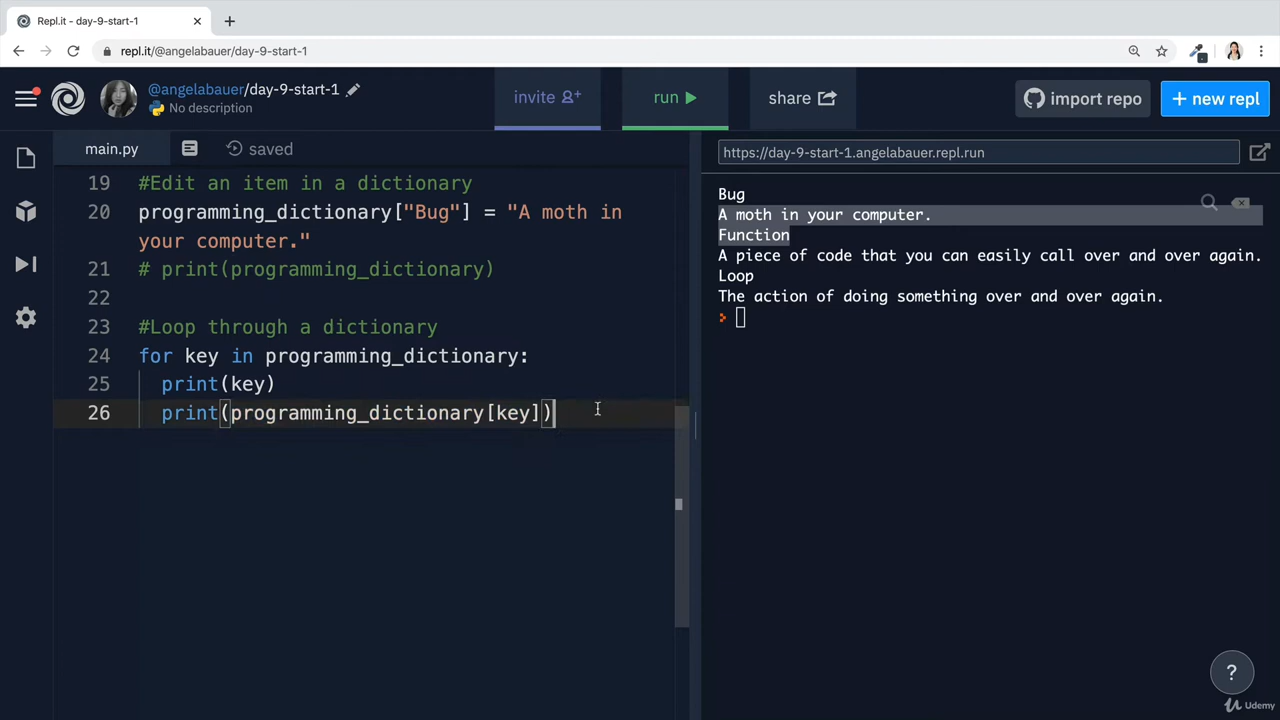 Repl.it - day-9-start-1
repl.it/@angelabauer/day-9-start-1
@angelabauer/day-9-start-1
No description
invite
run
share
import repo
+ new repl
main.py
saved
https://day-9-start-1.angelabauer.repl.run
19 #Edit an item in a dictionary
20 programming_dictionary["Bug"] = "A moth in
your computer."
21 # print(programming_dictionary)
22
23 #Loop through a dictionary
24 for key in programming_dictionary:
25 print(key)
26 print(programming_dictionary[key])
Bug
A moth in your computer.
Function
A piece of code that you can easily call over and over again.
Loop
The action of doing something over and over again.
?
Udemy